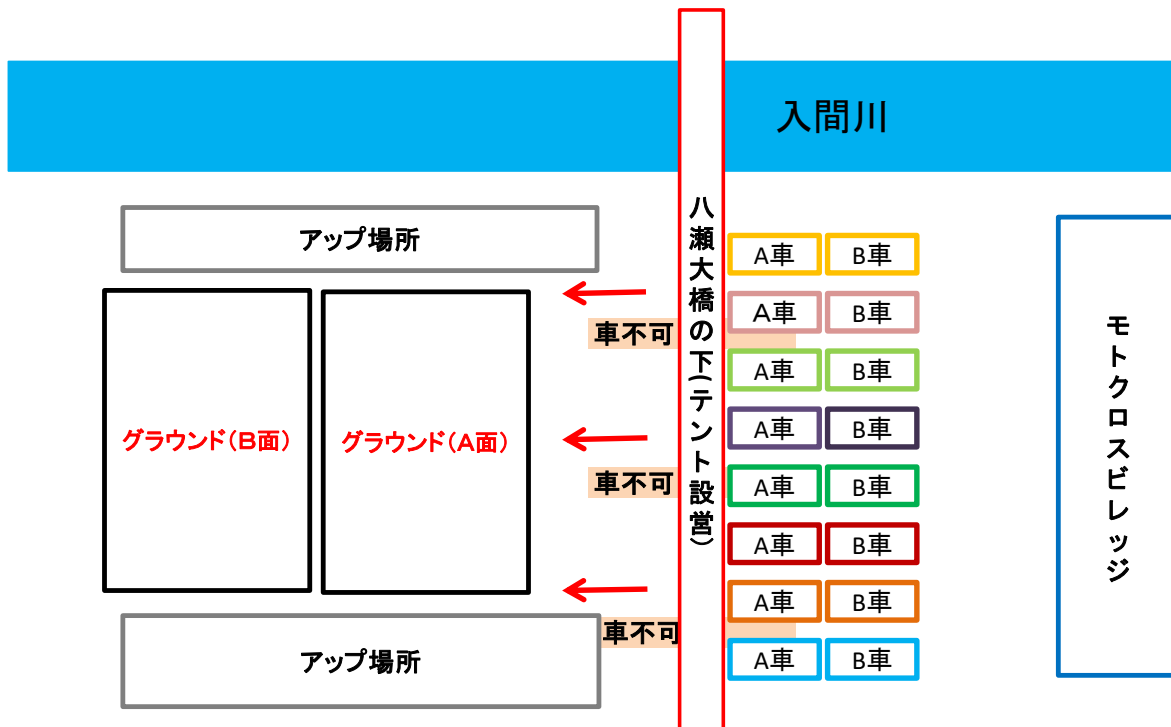 入間川
アップ場所
八瀬大橋の下(テント設営)
A車 B車
A車 B車
車不可
A車 B車
グラウンド(B面) グラウンド(A面)
A車 B車
モトクロスビレッジ
車不可
A車 B車
A車 B車
A車 B車
車不可
アップ場所
A車 B車